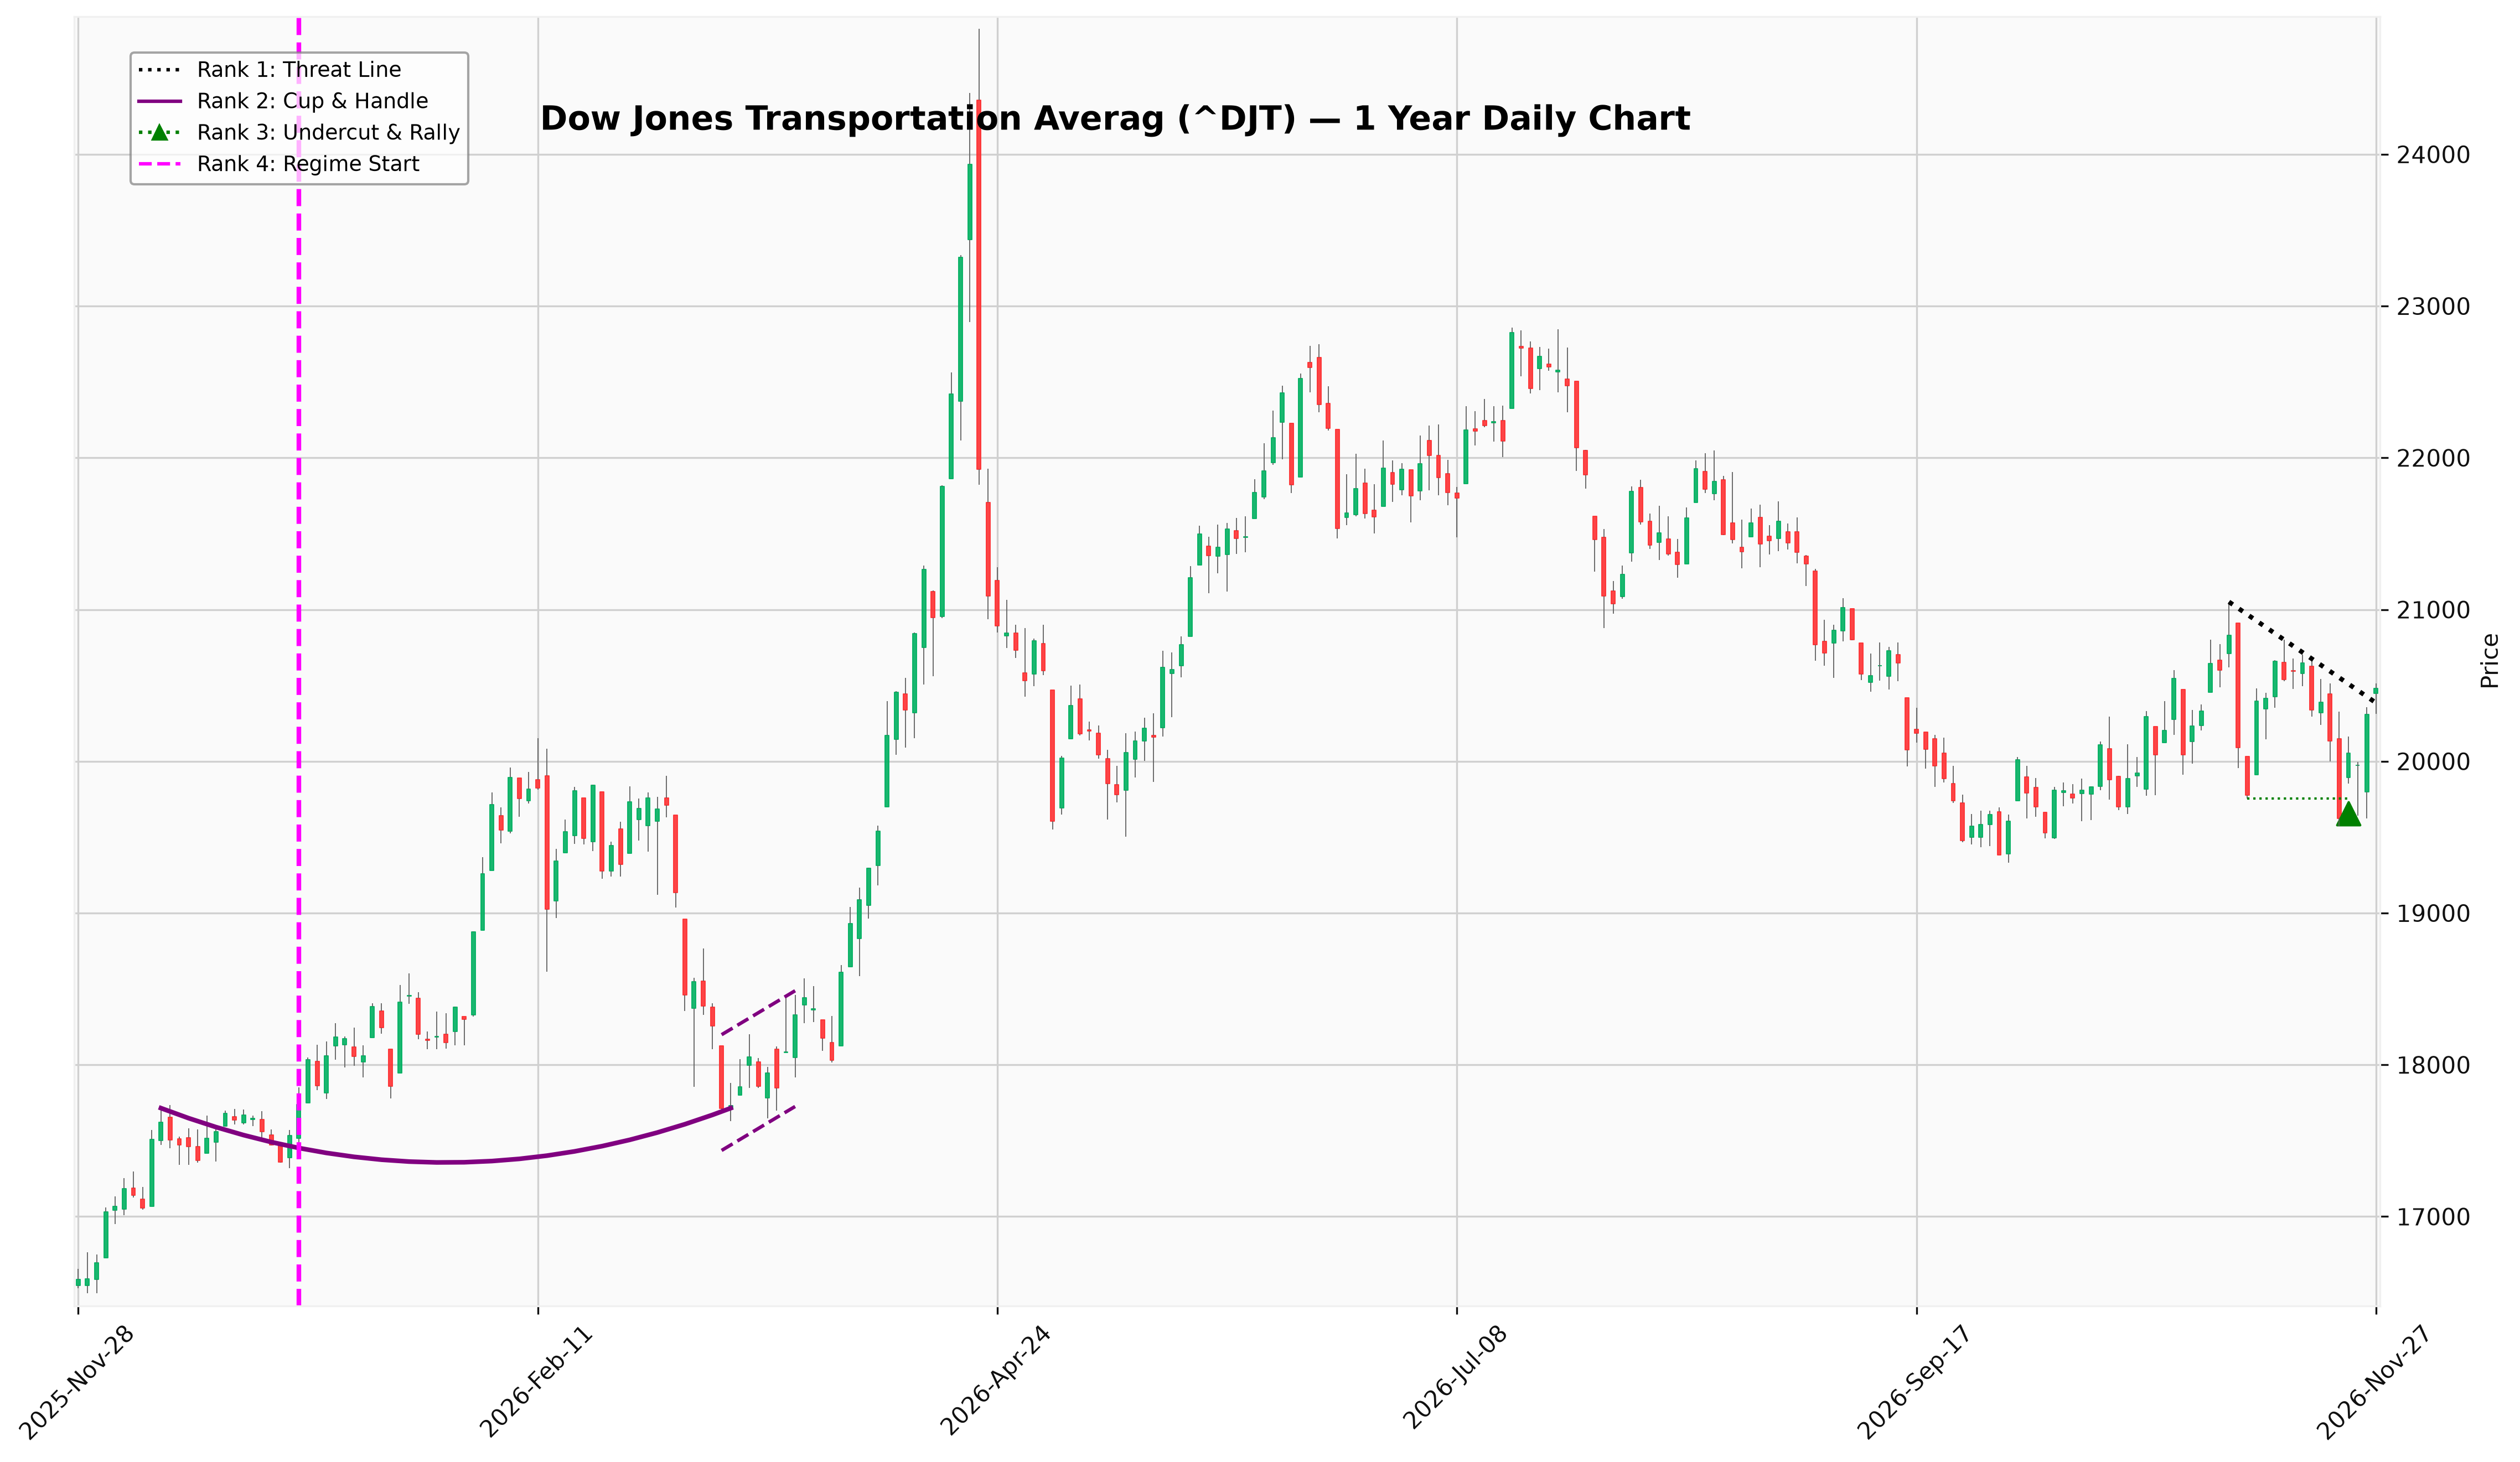 Rank 1: Threat Line
Rank 2: Cup & Handle
Rank 3: Undercut & Rally
Rank 4: Regime Start
Dow Jones Transportation Averag (^DJT) — 1 Year Daily Chart
24000
23000
22000
21000
20000
19000
18000
17000
Price
2025-Nov-28
2026-Feb-11
2026-Apr-24
2026-Jul-08
2026-Sep-17
2026-Nov-27